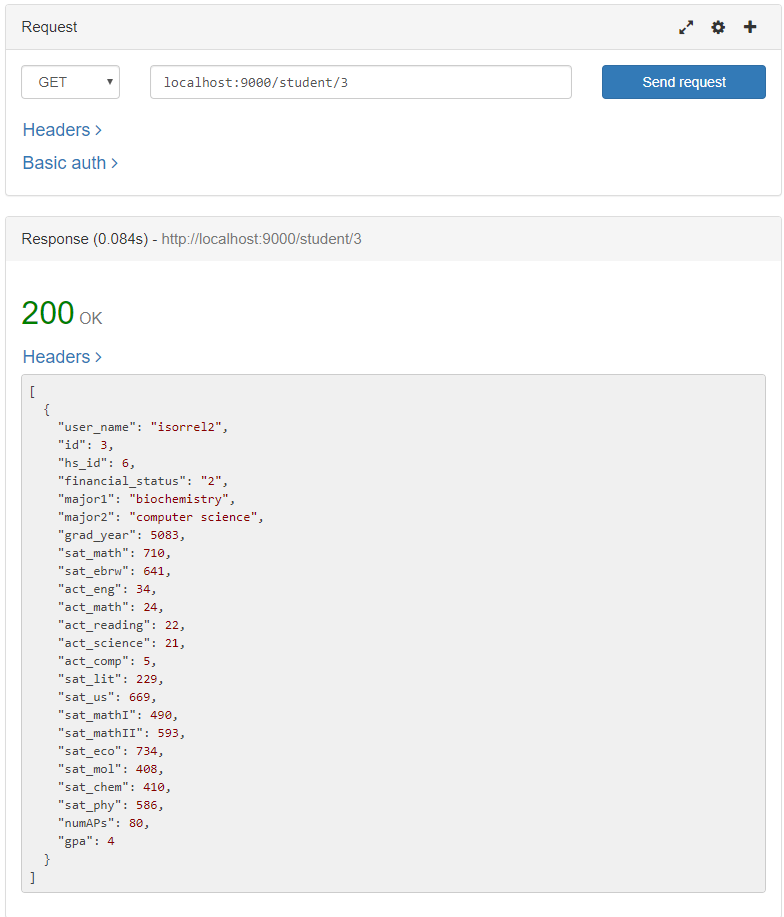 Request
GET localhost:9000/student/3 Send request
Headers
Basic auth
Response (0.084s) - http://localhost:9000/student/3
200 OK
Headers
[
  {
    "user_name": "isorrel2",
    "id": 3,
    "hs_id": 6,
    "financial_status": "2",
    "major1": "biochemistry",
    "major2": "computer science",
    "grad_year": 5083,
    "sat_math": 710,
    "sat_ebrw": 641,
    "act_eng": 34,
    "act_math": 24,
    "act_reading": 22,
    "act_science": 21,
    "act_comp": 5,
    "sat_lit": 229,
    "sat_us": 669,
    "sat_mathI": 490,
    "sat_mathII": 593,
    "sat_eco": 734,
    "sat_mol": 408,
    "sat_chem": 410,
    "sat_phy": 586,
    "numAPs": 80,
    "gpa": 4
  }
]